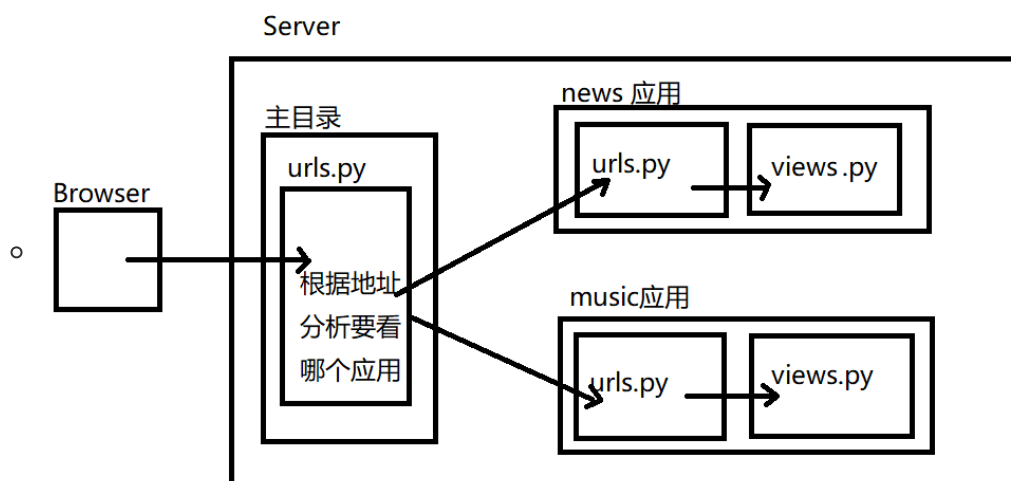 Server
news 应用
主目录
urls.py
views .py
urls.py
Browser
根据地址
分析要看
哪个应用
music应用
urls.py
views.py